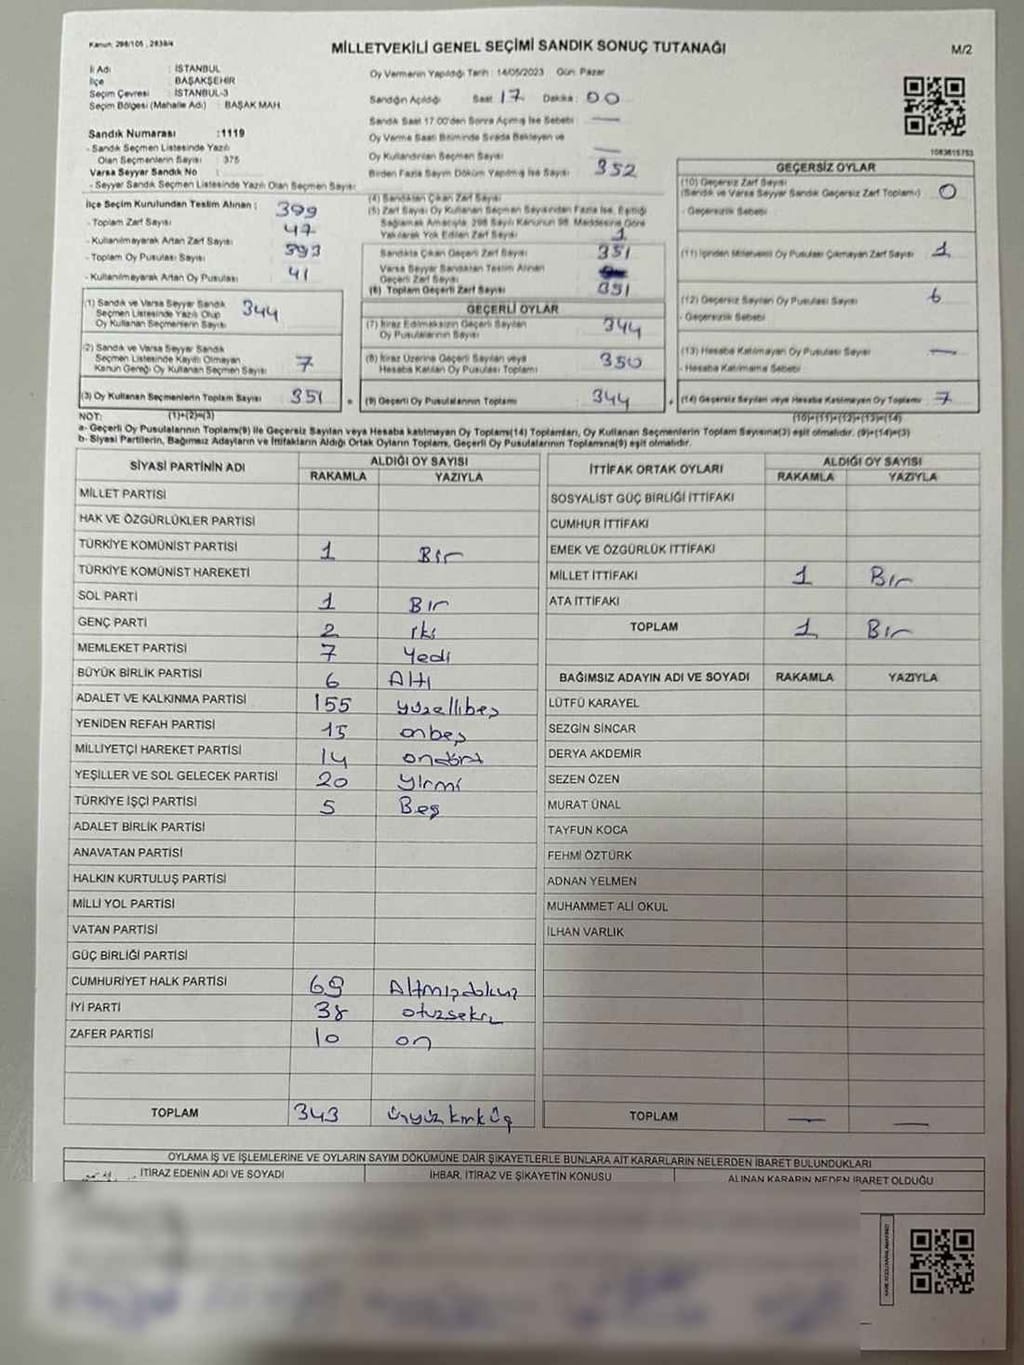 Kanun: 298/105 , 2839/4
MİLLETVEKİLİ GENEL SEÇİMİ SANDIK SONUÇ TUTANAĞI
M/2
İl Adı : İSTANBUL
İlçe : BAŞAKŞEHİR
Seçim Çevresi : İSTANBUL-3
Seçim Bölgesi (Mahalle Adı) : BAŞAK MAH.
Sandık Numarası :1119
- Sandık Seçmen Listesinde Yazılı
Olan Seçmenlerin Sayısı : 375
Varsa Seyyar Sandık No :
- Seyyar Sandık Seçmen Listesinde Yazılı Olan Seçmen Sayısı:
Oy Vermenin Yapıldığı Tarih : 14/05/2023 Gün: Pazar
Sandığın Açıldığı Saat : 17 Dakika : 00
Sandık Saat 17.00'den Sonra Açılmış İse Sebebi : —
Oy Verme Saati Bitiminde Sırada Bekleyen ve
Oy Kullandırılan Seçmen Sayısı : —
Birden Fazla Sayım Döküm Yapılmış İse Sayısı :
1083615753
İlçe Seçim Kurulundan Teslim Alınan :
- Toplam Zarf Sayısı : 399
- Kullanılmayarak Artan Zarf Sayısı : 47
- Toplam Oy Pusulası Sayısı : 393
- Kullanılmayarak Artan Oy Pusulası : 41
(4) Sandıktan Çıkan Zarf Sayısı : 352
(5) Zarf Sayısı Oy Kullanan Seçmen Sayısından Fazla İse, Eşitliği
Sağlamak Amacıyla, 298 Sayılı Kanunun 98. Maddesine Göre
Yakılarak Yok Edilen Zarf Sayısı : 1
Sandıkta Çıkan Geçerli Zarf Sayısı : 351
Varsa Seyyar Sandıktan Teslim Alınan
Geçerli Zarf Sayısı :
(6) Toplam Geçerli Zarf Sayısı : 351
GEÇERSİZ OYLAR
(10) Geçersiz Zarf Sayısı
(Sandık ve Varsa Seyyar Sandık Geçersiz Zarf Toplamı) : 0
- Geçersizlik Sebebi :
(11) İçinden Milletvekili Oy Pusulası Çıkmayan Zarf Sayısı : 1
(12) Geçersiz Sayılan Oy Pusulası Sayısı : 6
- Geçersizlik Sebebi :
(13) Hesaba Katılmayan Oy Pusulası Sayısı : —
- Hesaba Katılmama Sebebi :
(14) Geçersiz Sayılan veya Hesaba Katılmayan Oy Toplamı : 7
(10)+(11)+(12)+(13)=(14)
(1) Sandık ve Varsa Seyyar Sandık
Seçmen Listesinde Yazılı Olup
Oy Kullanan Seçmenlerin Sayısı : 344
(2) Sandık ve Varsa Seyyar Sandık
Seçmen Listesinde Kayıtlı Olmayan
Kanun Gereği Oy Kullanan Seçmen Sayısı : 7
(3) Oy Kullanan Seçmenlerin Toplam Sayısı : 351
(1)+(2)=(3)
GEÇERLİ OYLAR
(7) İtiraz Edilmeksizin Geçerli Sayılan
Oy Pusulalarının Sayısı : 344
(8) İtiraz Üzerine Geçerli Sayılan veya
Hesaba Katılan Oy Pusulası Toplamı : 350
(9) Geçerli Oy Pusulalarının Toplamı : 344
NOT:
a- Geçerli Oy Pusulalarının Toplamı(9) ile Geçersiz Sayılan veya Hesaba katılmayan Oy Toplamı(14) Toplamları, Oy Kullanan Seçmenlerin Toplam Sayısına(3) eşit olmalıdır. (9)+(14)=(3)
b- Siyasi Partilerin, Bağımsız Adayların ve İttifakların Aldığı Ortak Oyların Toplamı, Geçerli Oy Pusulalarının Toplamına(9) eşit olmalıdır.
SİYASİ PARTİNİN ADI ALDIĞI OY SAYISI
RAKAMLA YAZIYLA
MİLLET PARTİSİ
HAK VE ÖZGÜRLÜKLER PARTİSİ
TÜRKİYE KOMÜNİST PARTİSİ 1 Bir
TÜRKİYE KOMÜNİST HAREKETİ
SOL PARTİ 1 Bir
GENÇ PARTİ 2 iki
MEMLEKET PARTİSİ 7 Yedi
BÜYÜK BİRLİK PARTİSİ 6 Altı
ADALET VE KALKINMA PARTİSİ 155 yüzellibeş
YENİDEN REFAH PARTİSİ 15 onbeş
MİLLİYETÇİ HAREKET PARTİSİ 14 ondört
YEŞİLLER VE SOL GELECEK PARTİSİ 20 Yirmi
TÜRKİYE İŞÇİ PARTİSİ 5 Beş
ADALET BİRLİK PARTİSİ
ANAVATAN PARTİSİ
HALKIN KURTULUŞ PARTİSİ
MİLLİ YOL PARTİSİ
VATAN PARTİSİ
GÜÇ BİRLİĞİ PARTİSİ
CUMHURİYET HALK PARTİSİ 69 Altmışdokuz
İYİ PARTİ 38 otuzsekiz
ZAFER PARTİSİ 10 on
TOPLAM 343 üçyüzkırküç
İTTİFAK ORTAK OYLARI ALDIĞI OY SAYISI
RAKAMLA YAZIYLA
SOSYALİST GÜÇ BİRLİĞİ İTTİFAKI
CUMHUR İTTİFAKI
EMEK VE ÖZGÜRLÜK İTTİFAKI
MİLLET İTTİFAKI 1 Bir
ATA İTTİFAKI
TOPLAM 1 Bir
BAĞIMSIZ ADAYIN ADI VE SOYADI RAKAMLA YAZIYLA
LÜTFÜ KARAYEL
SEZGİN SİNCAR
DERYA AKDEMİR
SEZEN ÖZEN
MURAT ÜNAL
TAYFUN KOCA
FEHMİ ÖZTÜRK
ADNAN YELMEN
MUHAMMET ALİ OKUL
İLHAN VARLIK
TOPLAM — —
OYLAMA İŞ VE İŞLEMLERİNE VE OYLARIN SAYIM DÖKÜMÜNE DAİR ŞİKAYETLERLE BUNLARA AİT KARARLARIN NELERDEN İBARET BULUNDUKLARI
İTİRAZ EDENİN ADI VE SOYADI İHBAR, İTİRAZ VE ŞİKAYETİN KONUSU ALINAN KARARIN NEDEN İBARET OLDUĞU